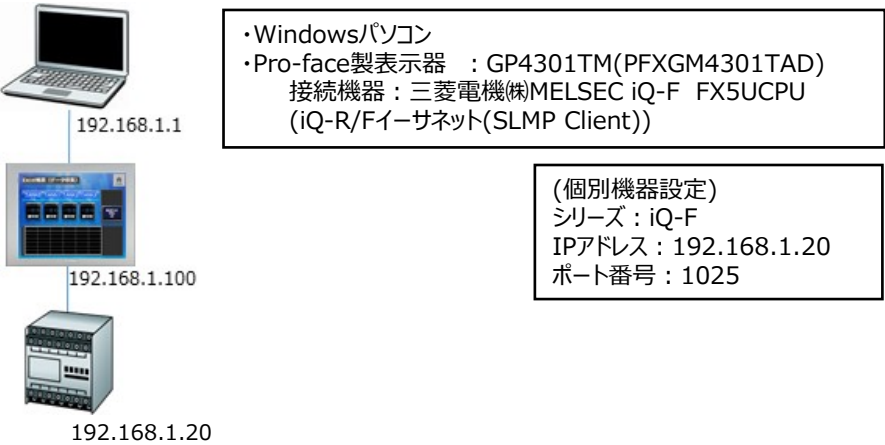 ・Windowsパソコン
・Pro-face製表示器 ：GP4301TM(PFXGM4301TAD)
接続機器：三菱電機㈱MELSEC iQ-F FX5UCPU
(iQ-R/Fイーサネット(SLMP Client))
192.168.1.1
(個別機器設定)
シリーズ：iQ-F
IPアドレス：192.168.1.20
ポート番号：1025
192.168.1.100
192.168.1.20